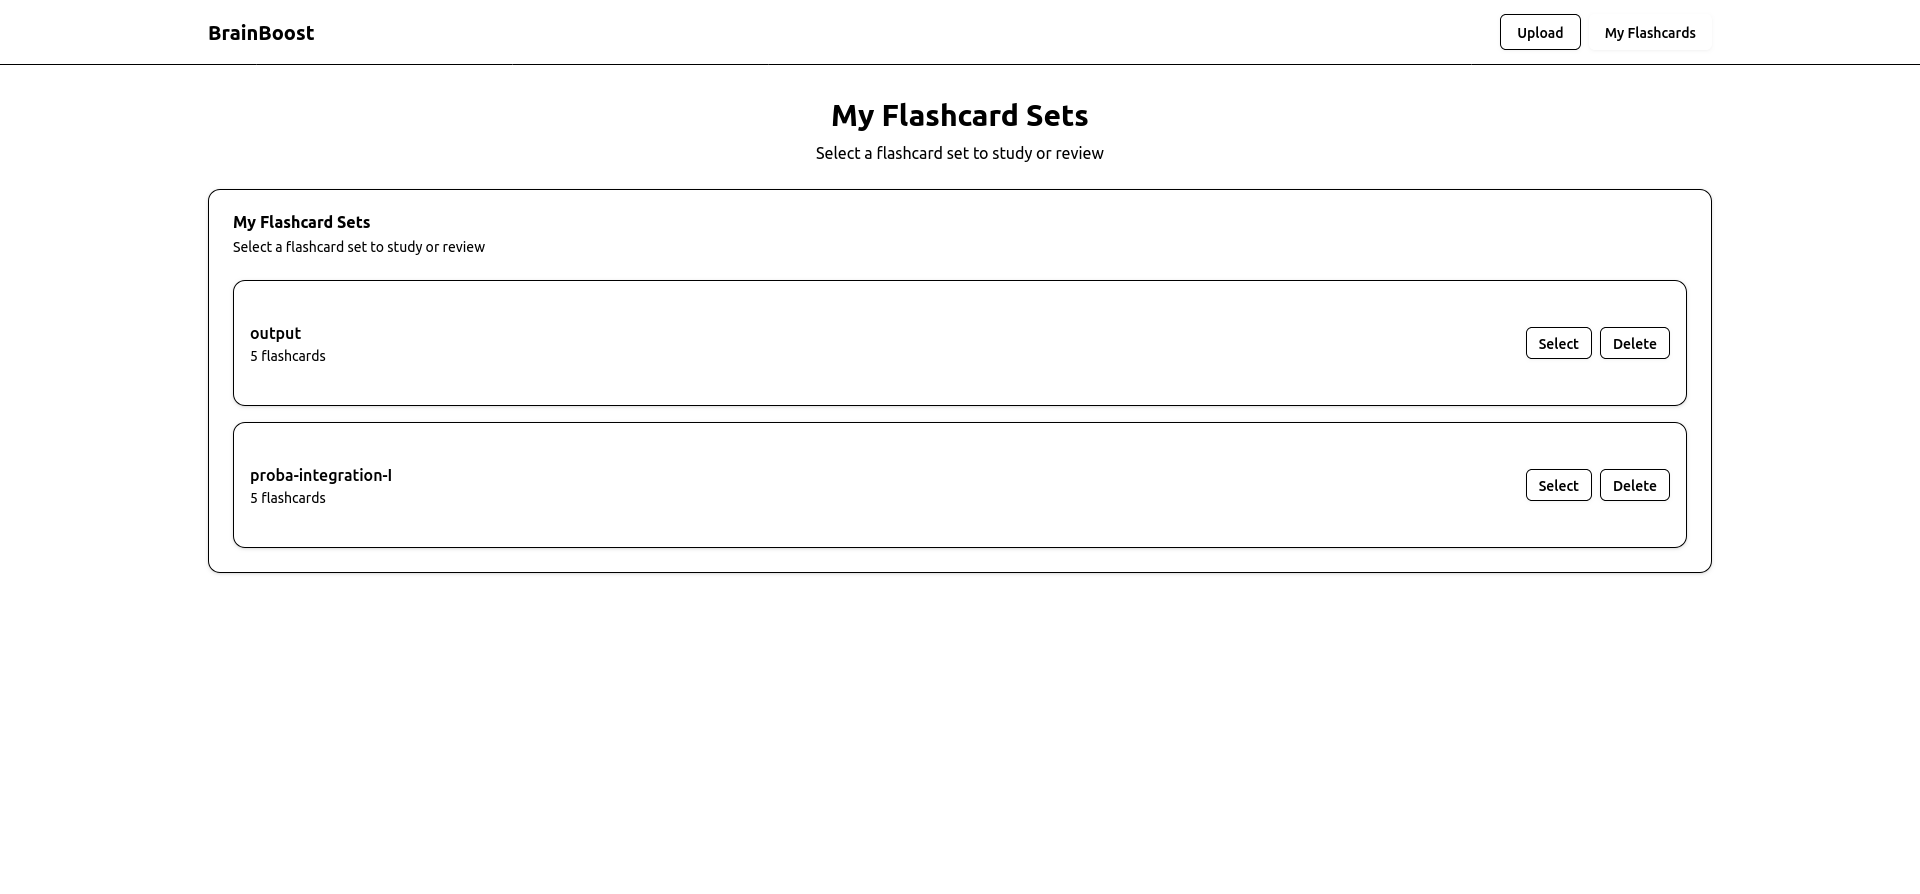 BrainBoost
Upload
My Flashcards
My Flashcard Sets
Select a flashcard set to study or review
My Flashcard Sets
Select a flashcard set to study or review
output
5 flashcards
Select
Delete
proba-integration-I
5 flashcards
Select
Delete